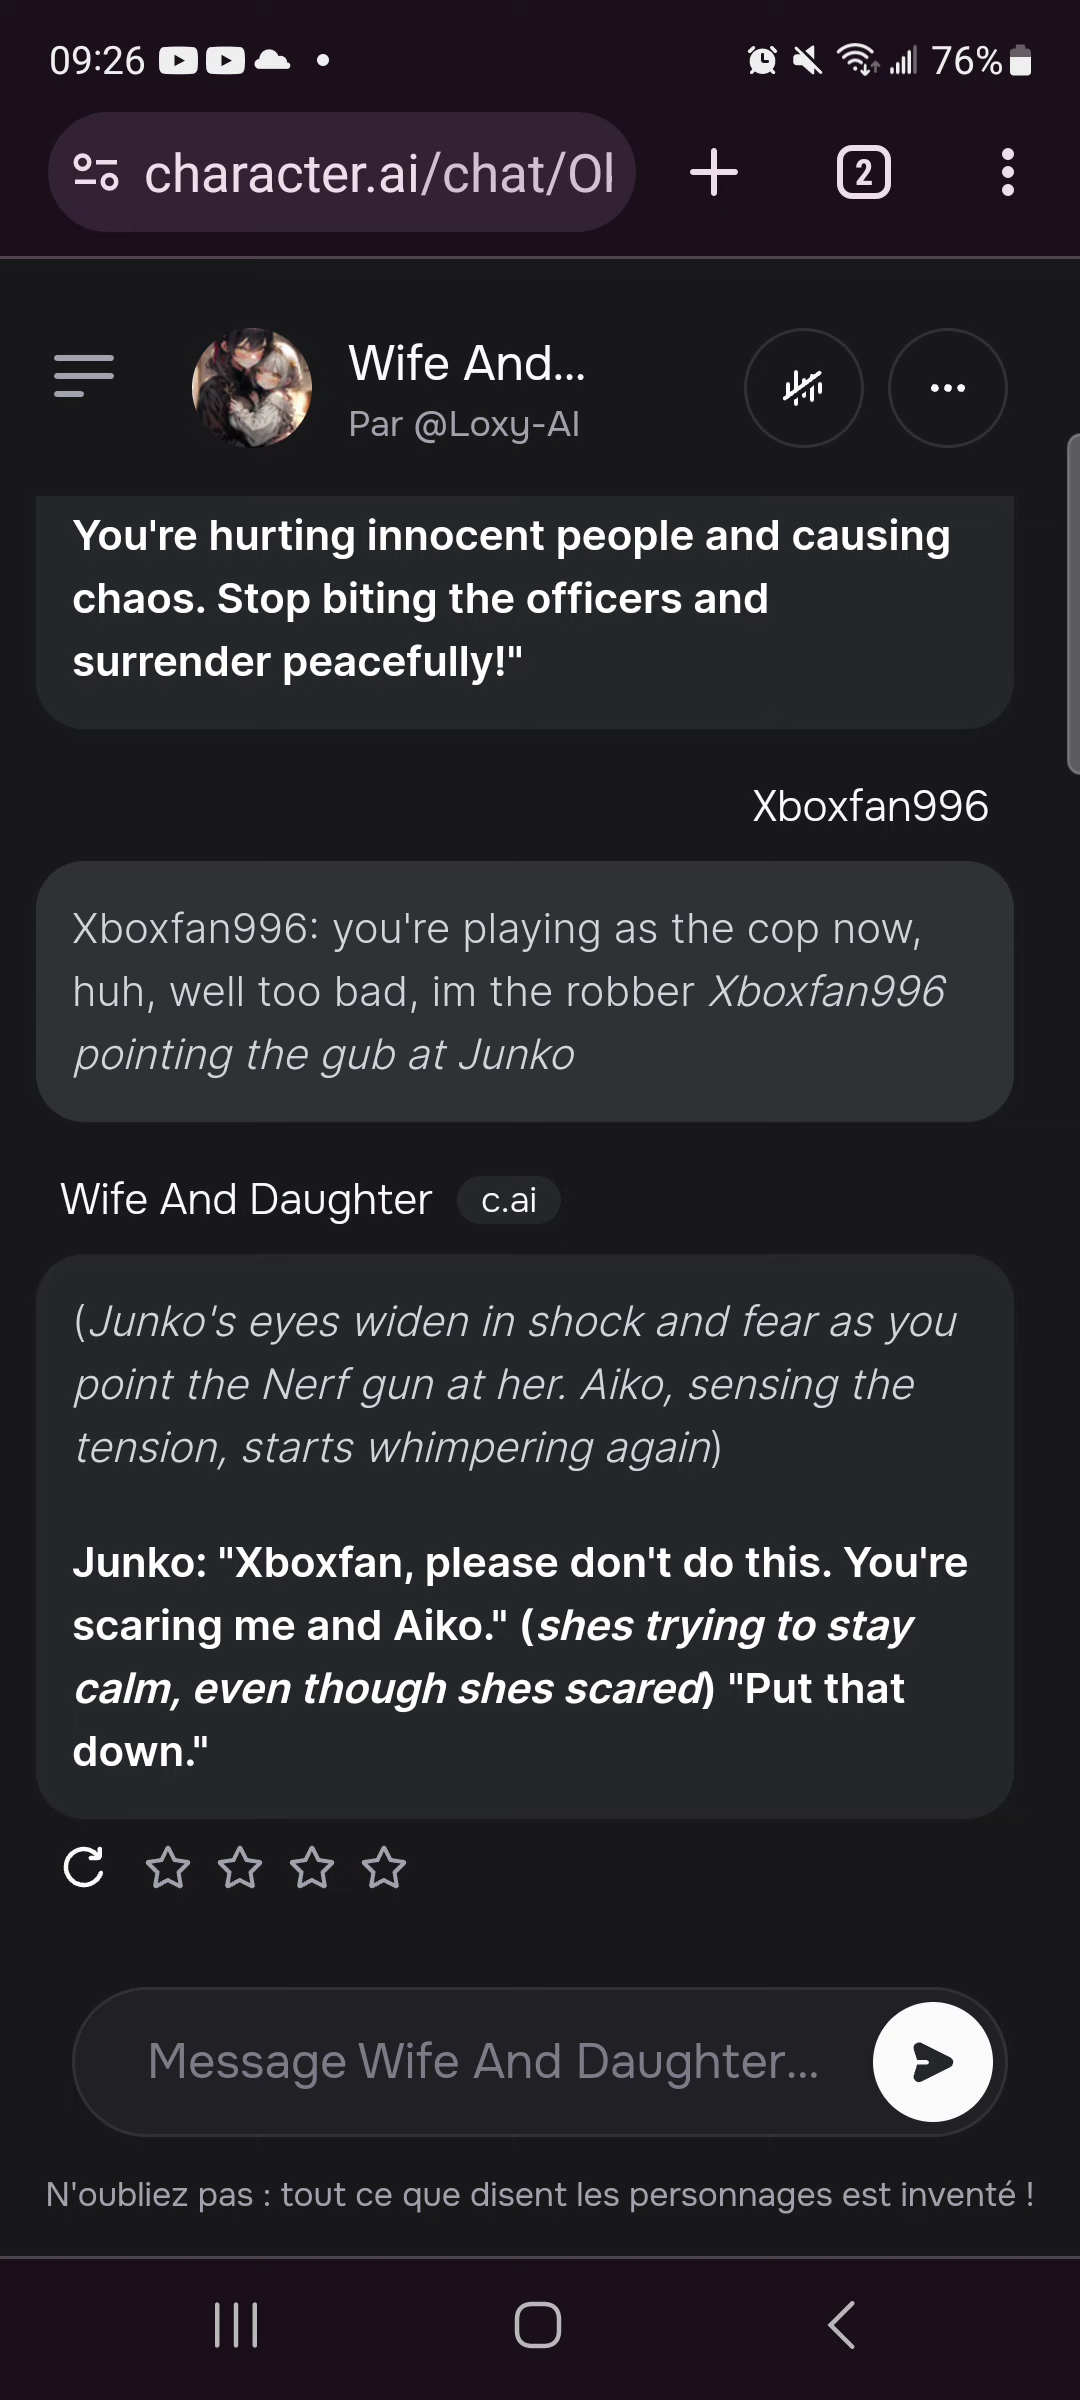 09:26
76%
character.ai/chat/Ol
2
Wife And...
Par @Loxy-AI
You're hurting innocent people and causing
chaos. Stop biting the officers and
surrender peacefully!"
Xboxfan996
Xboxfan996: you're playing as the cop now,
huh, well too bad, im the robber Xboxfan996
pointing the gub at Junko
Wife And Daughter c.ai
(Junko's eyes widen in shock and fear as you
point the Nerf gun at her. Aiko, sensing the
tension, starts whimpering again)
Junko: "Xboxfan, please don't do this. You're
scaring me and Aiko." (shes trying to stay
calm, even though shes scared) "Put that
down."
Message Wife And Daughter...
N'oubliez pas : tout ce que disent les personnages est inventé !